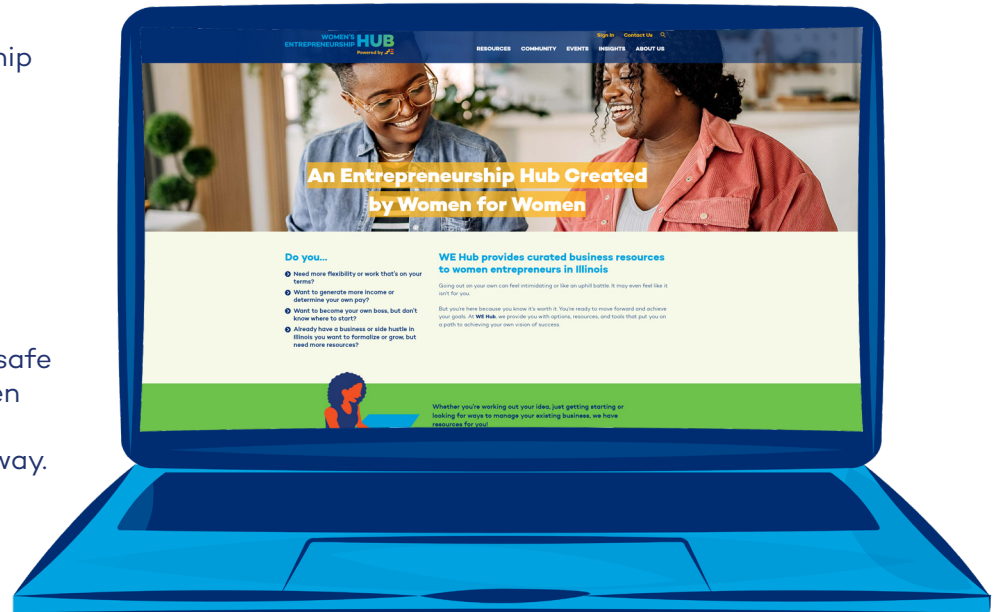 hip
safe
en
way.
WOMEN'S
ENTREPRENEURSHIP HUB
Powered by
Sign In Contact Us
RESOURCES COMMUNITY EVENTS INSIGHTS ABOUT US
An Entrepreneurship Hub Created
by Women for Women
Do you...
Need more flexibility or work that's on your
terms?
Want to generate more income or
determine your own pay?
Want to become your own boss, but don't
know where to start?
Already have a business or side hustle in
Illinois you want to formalize or grow, but
need more resources?
WE Hub provides curated business resources
to women entrepreneurs in Illinois
Going out on your own can feel intimidating or like an uphill battle. It may even feel like it
isn't for you.
But you're here because you know it's worth it. You're ready to move forward and achieve
your goals. At WE Hub, we provide you with options, resources, and tools that put you on
a path to achieving your own vision of success.
Whether you're working out your idea, just getting starting or
looking for ways to manage your existing business, we have
resources for you!